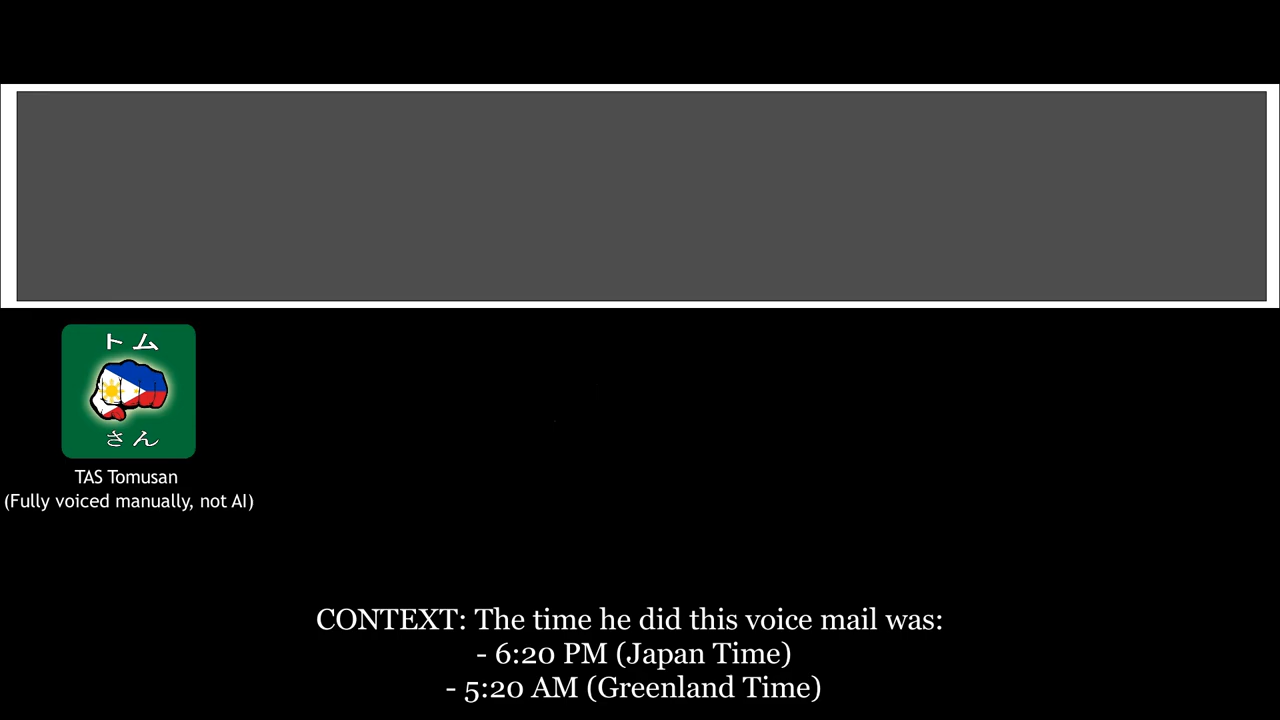 トム
さん
TAS Tomusan
(Fully voiced manually, not AI)
CONTEXT: The time he did this voice mail was:
- 6:20 PM (Japan Time)
- 5:20 AM (Greenland Time)